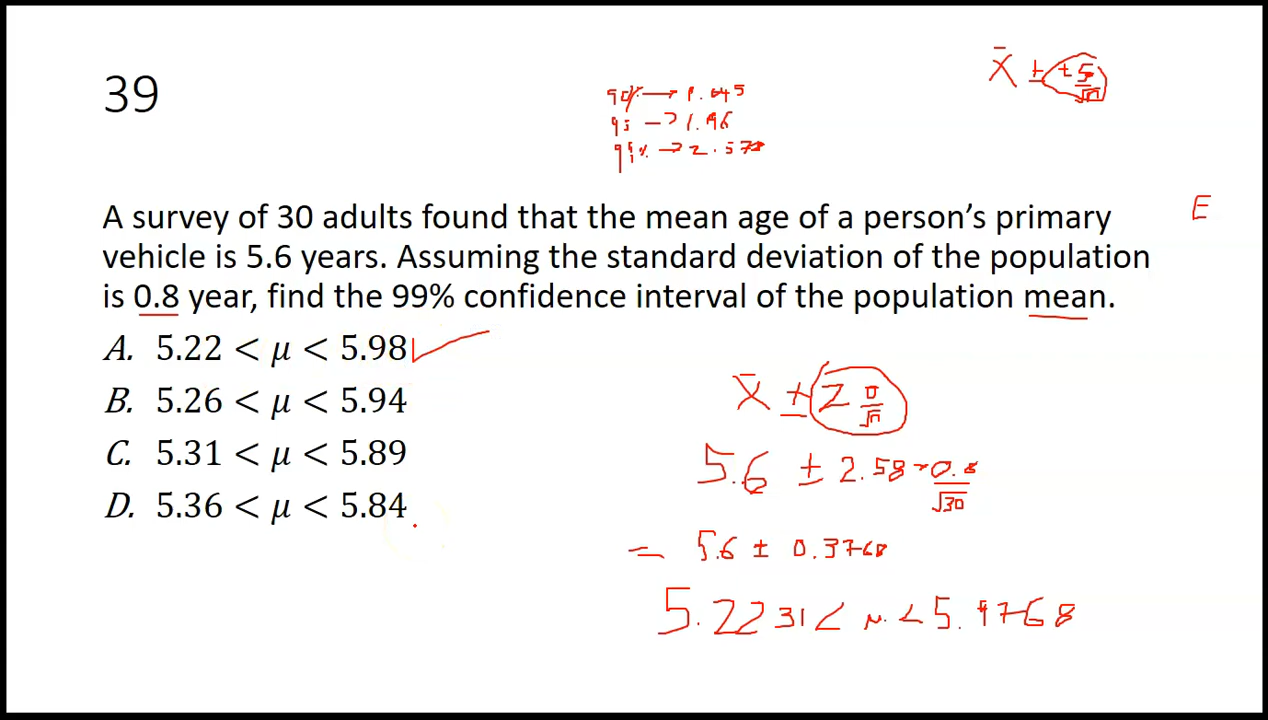 39
x̄ ± t s/√n
90% → 1.645
95 → 1.96
99% → 2.578
A survey of 30 adults found that the mean age of a person’s primary
E
vehicle is 5.6 years. Assuming the standard deviation of the population
is 0.8 year, find the 99% confidence interval of the population mean.
A. 5.22 < μ < 5.98
B. 5.26 < μ < 5.94
C. 5.31 < μ < 5.89
D. 5.36 < μ < 5.84
x̄ ± Z σ/√n
5.6 ± 2.58 * 0.8/√30
= 5.6 ± 0.3768
5.2231 < μ < 5.9768